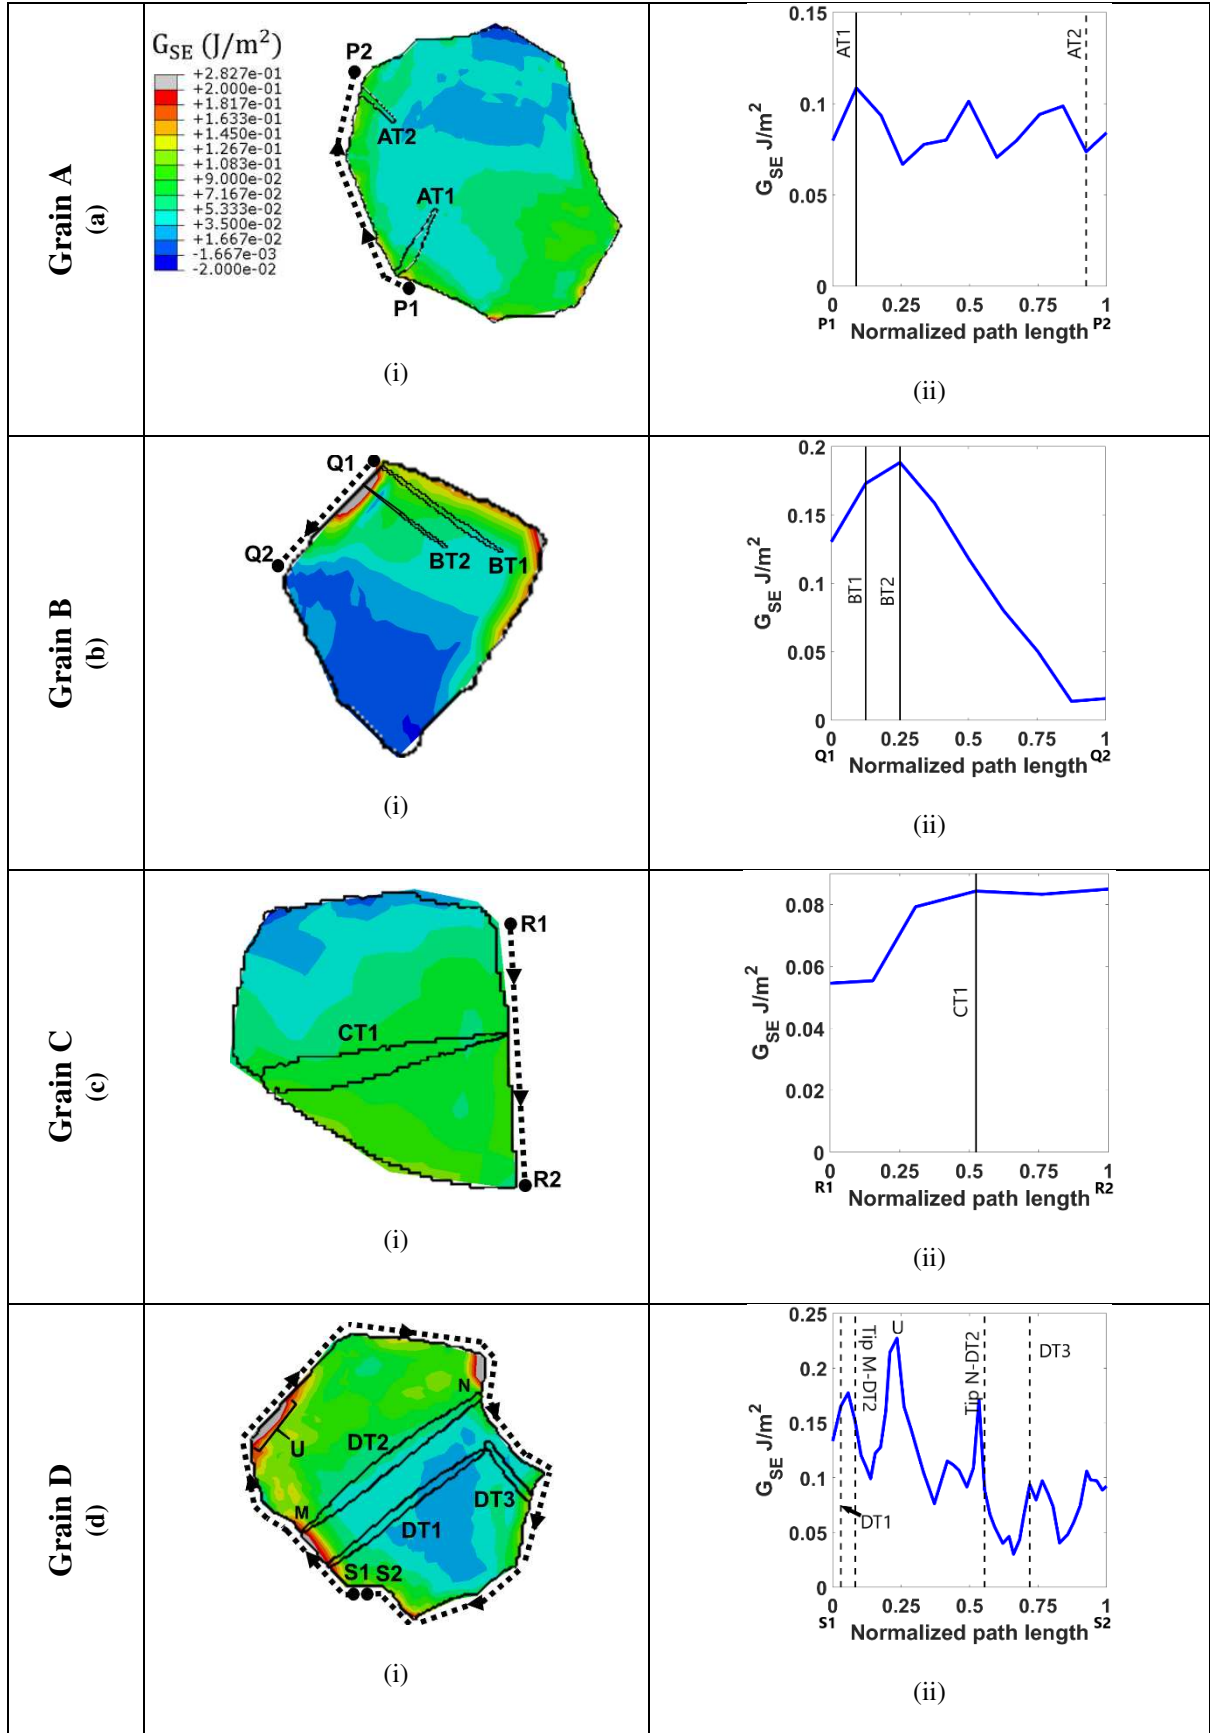 Grain A
(a)
G_SE (J/m²)
+2.827e-01
+2.000e-01
+1.817e-01
+1.633e-01
+1.450e-01
+1.267e-01
+1.083e-01
+9.000e-02
+7.167e-02
+5.333e-02
+3.500e-02
+1.667e-02
-1.667e-03
-2.000e-02
P2
AT2
AT1
P1
(i)
0.15
0.1
0.05
0
G_SE J/m²
AT1
AT2
0 0.25 0.5 0.75 1
P1 Normalized path length P2
(ii)
Grain B
(b)
Q1
Q2
BT2
BT1
(i)
0.2
0.15
0.1
0.05
0
G_SE J/m²
BT1
BT2
0 0.25 0.5 0.75 1
Q1 Normalized path length Q2
(ii)
Grain C
(c)
R1
CT1
R2
(i)
0.08
0.06
0.04
0.02
0
G_SE J/m²
CT1
0 0.25 0.5 0.75 1
R1 Normalized path length R2
(ii)
Grain D
(d)
N
U
DT2
M
DT3
DT1
S1 S2
(i)
0.25
0.2
0.15
0.1
0.05
0
G_SE J/m²
DT1
Tip M-DT2
U
Tip N-DT2
DT3
0 0.25 0.5 0.75 1
S1 Normalized path length S2
(ii)